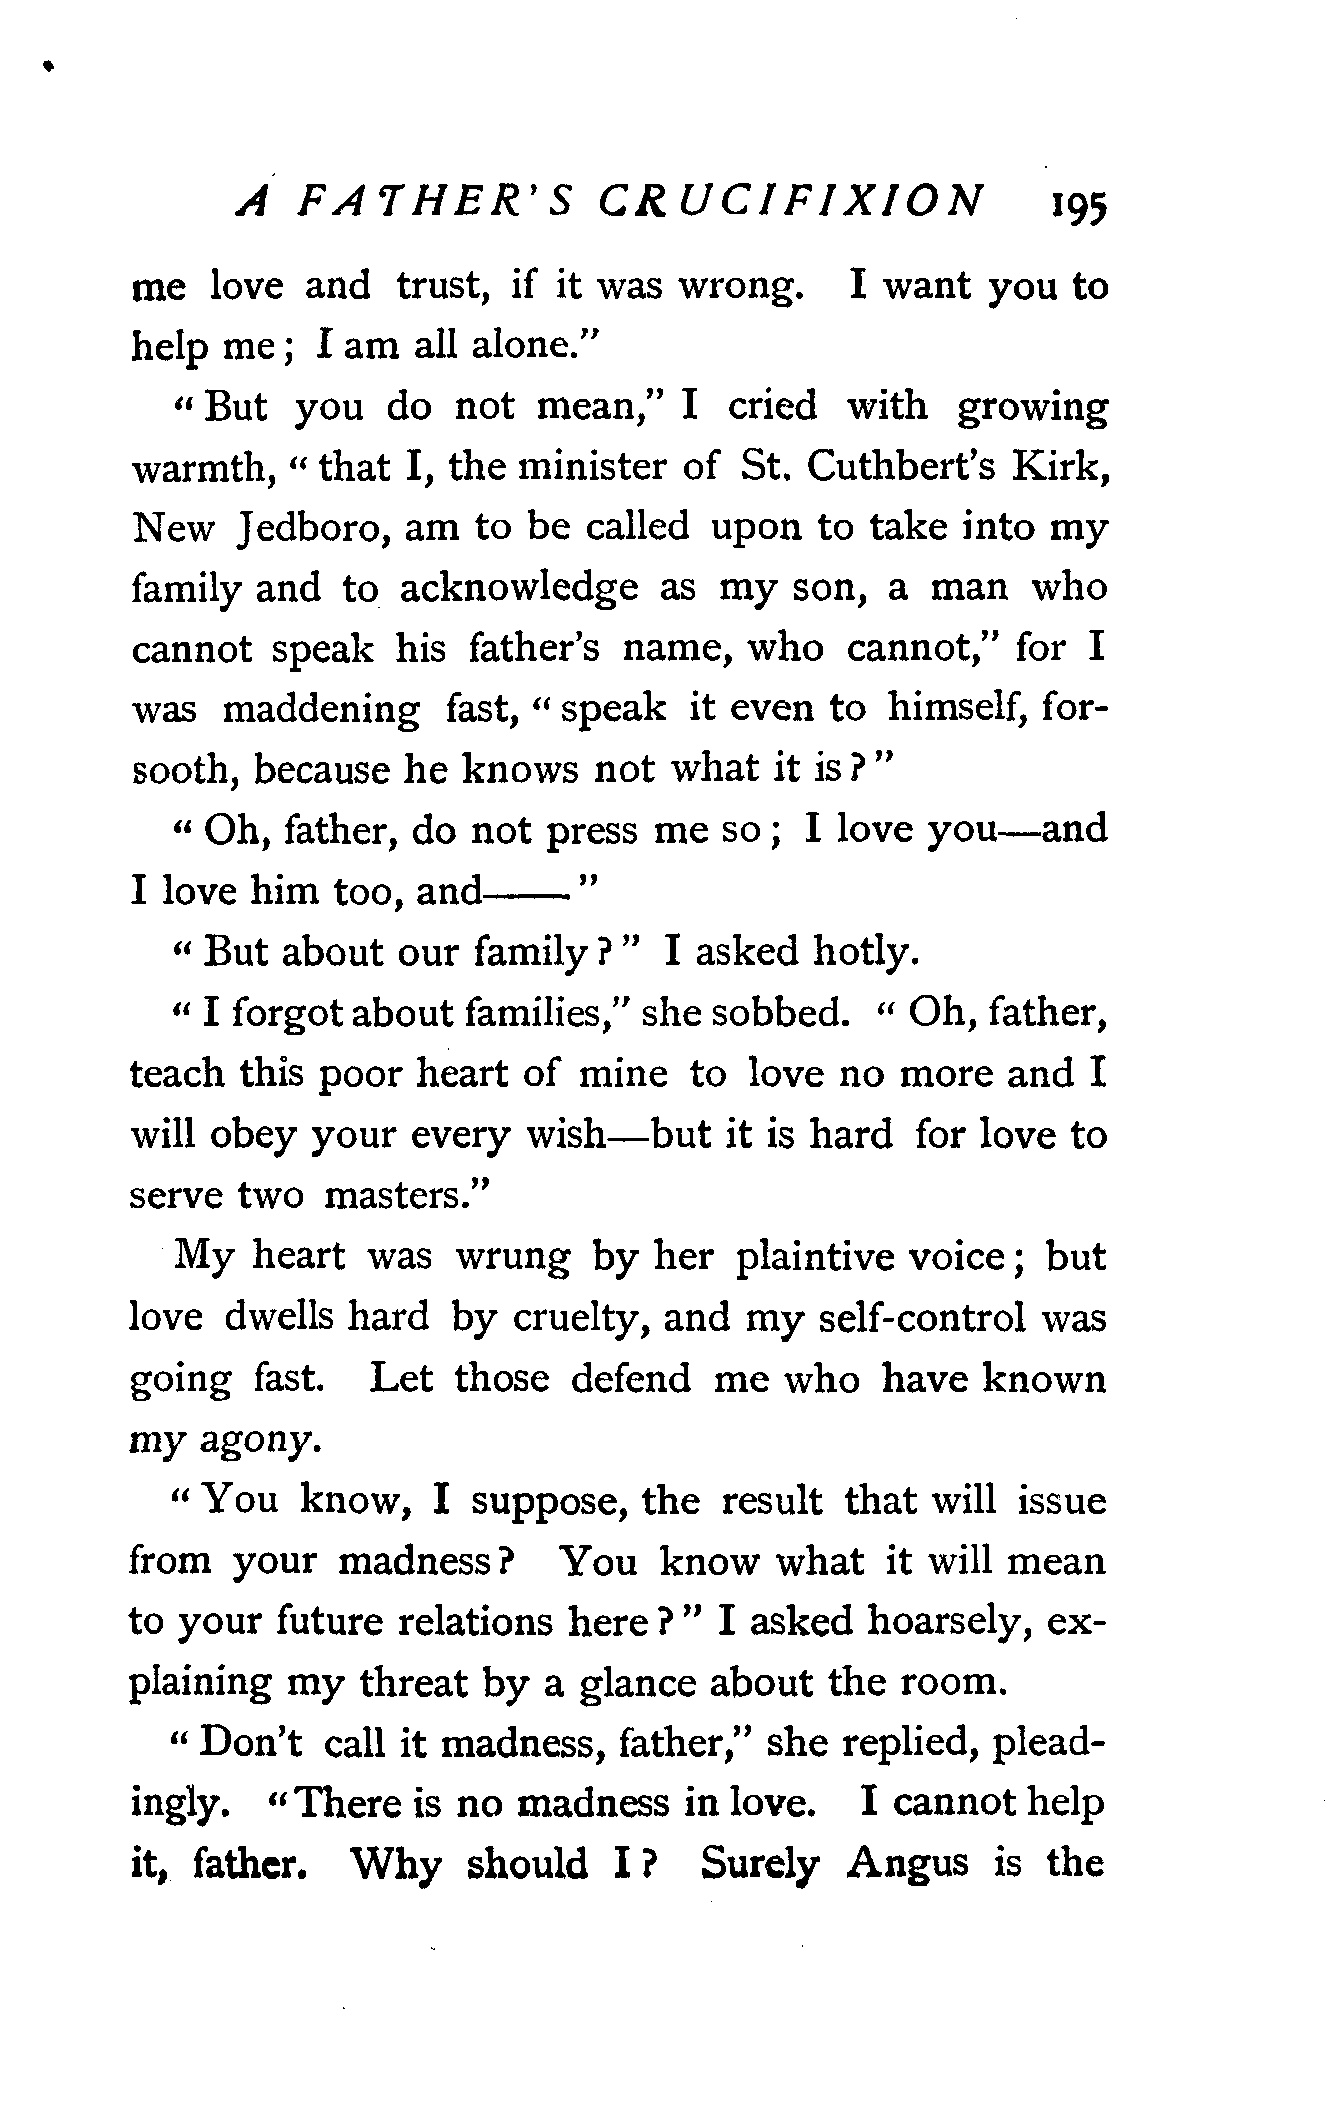 A FATHER'S CRUCIFIXION 195
me love and trust, if it was wrong. I want you to
help me; I am all alone."
"But you do not mean," I cried with growing
warmth, "that I, the minister of St. Cuthbert's Kirk,
New Jedboro, am to be called upon to take into my
family and to acknowledge as my son, a man who
cannot speak his father's name, who cannot," for I
was maddening fast, "speak it even to himself, for-
sooth, because he knows not what it is?"
"Oh, father, do not press me so; I love you—and
I love him too, and——"
"But about our family?" I asked hotly.
"I forgot about families," she sobbed. "Oh, father,
teach this poor heart of mine to love no more and I
will obey your every wish—but it is hard for love to
serve two masters."
My heart was wrung by her plaintive voice; but
love dwells hard by cruelty, and my self-control was
going fast. Let those defend me who have known
my agony.
"You know, I suppose, the result that will issue
from your madness? You know what it will mean
to your future relations here?" I asked hoarsely, ex-
plaining my threat by a glance about the room.
"Don't call it madness, father," she replied, plead-
ingly. "There is no madness in love. I cannot help
it, father. Why should I? Surely Angus is the